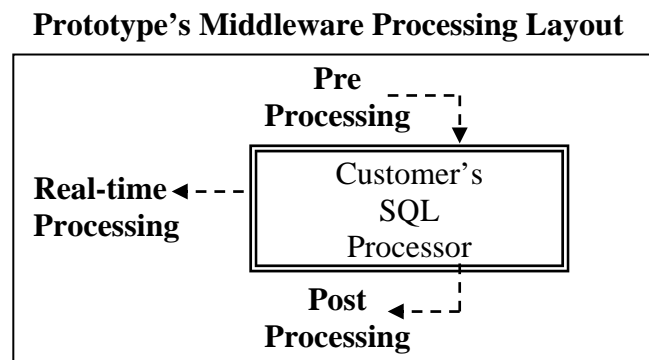 Prototype’s Middleware Processing Layout
Pre
Processing
Customer’s
SQL
Processor
Real-time
Processing
Post
Processing